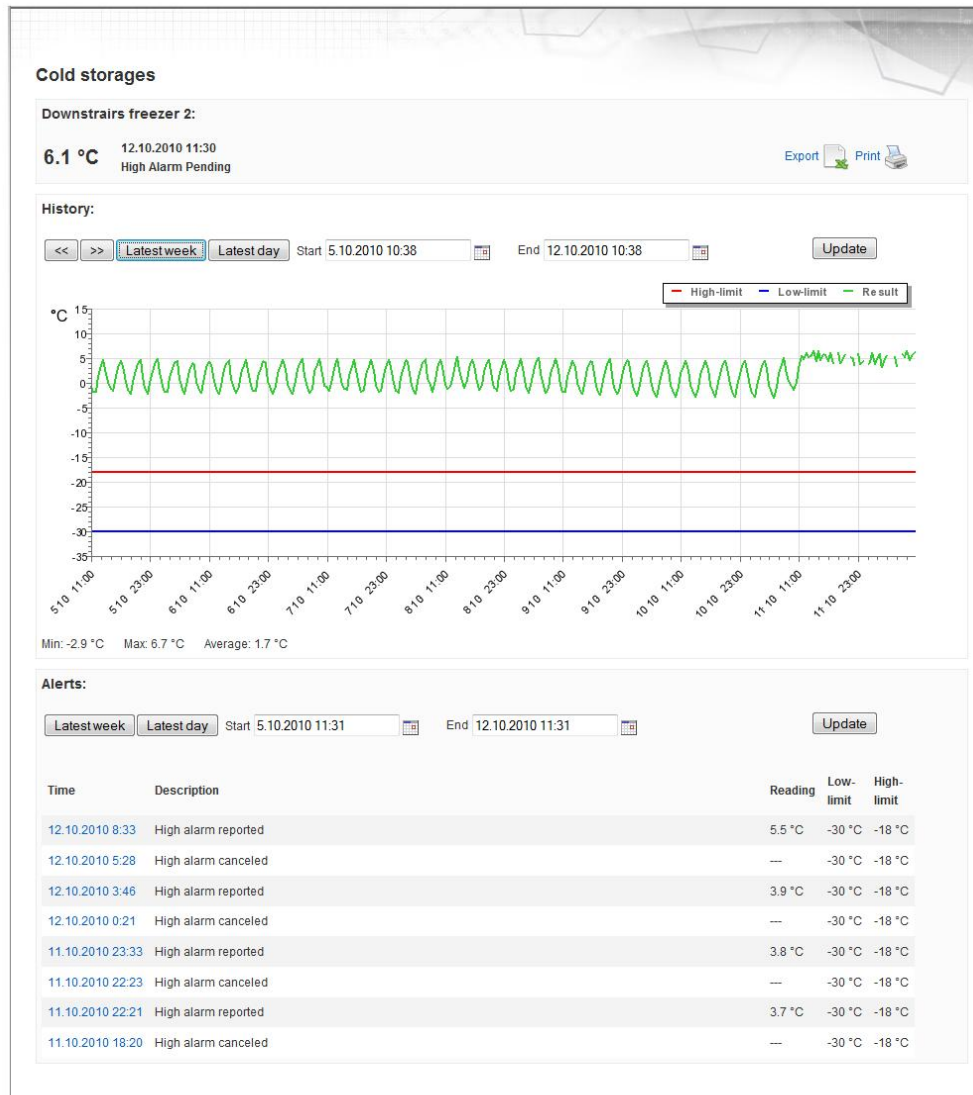 Cold storages
Downstrairs freezer 2:
6.1 °C
12.10.2010 11:30
High Alarm Pending
Export
Print
History:
<< >> Latest week Latest day Start 5.10.2010 10:38 End 12.10.2010 10:38 Update
High-limit Low-limit Result
°C
15
10
5
0
-5
-10
-15
-20
-25
-30
-35
5.10 11:00 5.10 23:00 6.10 11:00 6.10 23:00 7.10 11:00 7.10 23:00 8.10 11:00 8.10 23:00 9.10 11:00 9.10 23:00 10.10 11:00 10.10 23:00 11.10 11:00 11.10 23:00
Min: -2.9 °C Max: 6.7 °C Average: 1.7 °C
Alerts:
Latest week Latest day Start 5.10.2010 11:31 End 12.10.2010 11:31 Update
Time Description Reading Low-limit High-limit
12.10.2010 8:33 High alarm reported 5.5 °C -30 °C -18 °C
12.10.2010 5:28 High alarm canceled --- -30 °C -18 °C
12.10.2010 3:46 High alarm reported 3.9 °C -30 °C -18 °C
12.10.2010 0:21 High alarm canceled --- -30 °C -18 °C
11.10.2010 23:33 High alarm reported 3.8 °C -30 °C -18 °C
11.10.2010 22:23 High alarm canceled --- -30 °C -18 °C
11.10.2010 22:21 High alarm reported 3.7 °C -30 °C -18 °C
11.10.2010 18:20 High alarm canceled --- -30 °C -18 °C